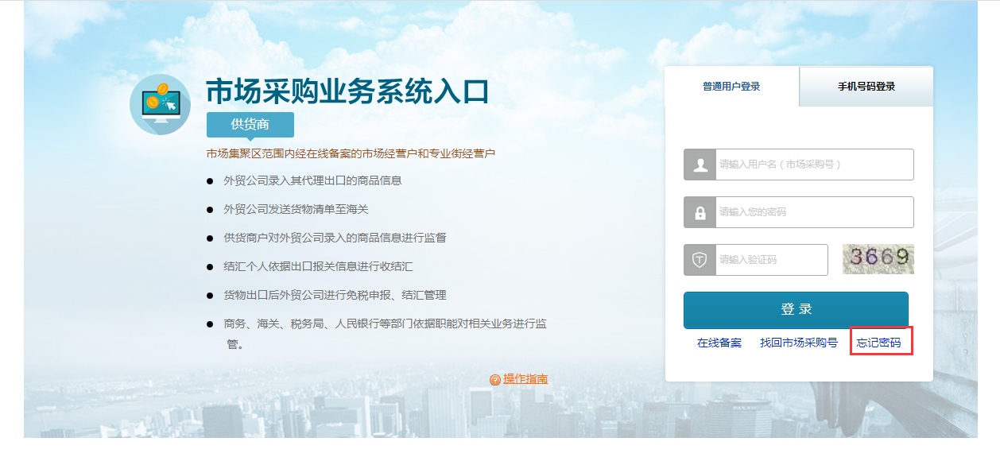 市场采购业务系统入口
供货商
市场集聚区范围内经在线备案的市场经营户和专业街经营户
外贸公司录入其代理出口的商品信息
外贸公司发送货物清单至海关
供货商户对外贸公司录入的商品信息进行监督
结汇个人依据出口报关信息进行收结汇
货物出口后外贸公司进行免税申报、结汇管理
商务、海关、税务局、人民银行等部门依据职能对相关业务进行监
管。
操作指南
普通用户登录
手机号码登录
请输入用户名(市场采购号)
请输入您的密码
请输入验证码
3669
登 录
在线备案 找回市场采购号 忘记密码
PAN AM